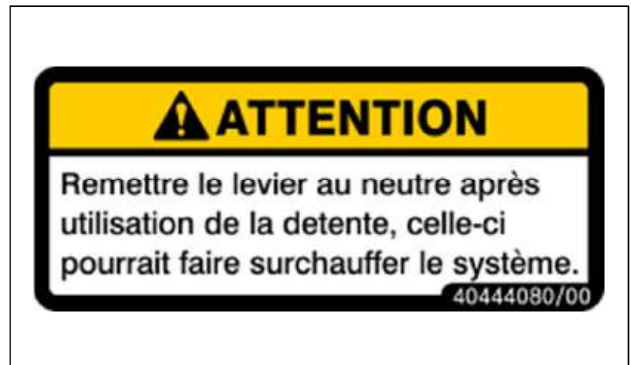 ATTENTION
Remettre le levier au neutre après
utilisation de la detente, celle-ci
pourrait faire surchauffer le système.
40444080/00